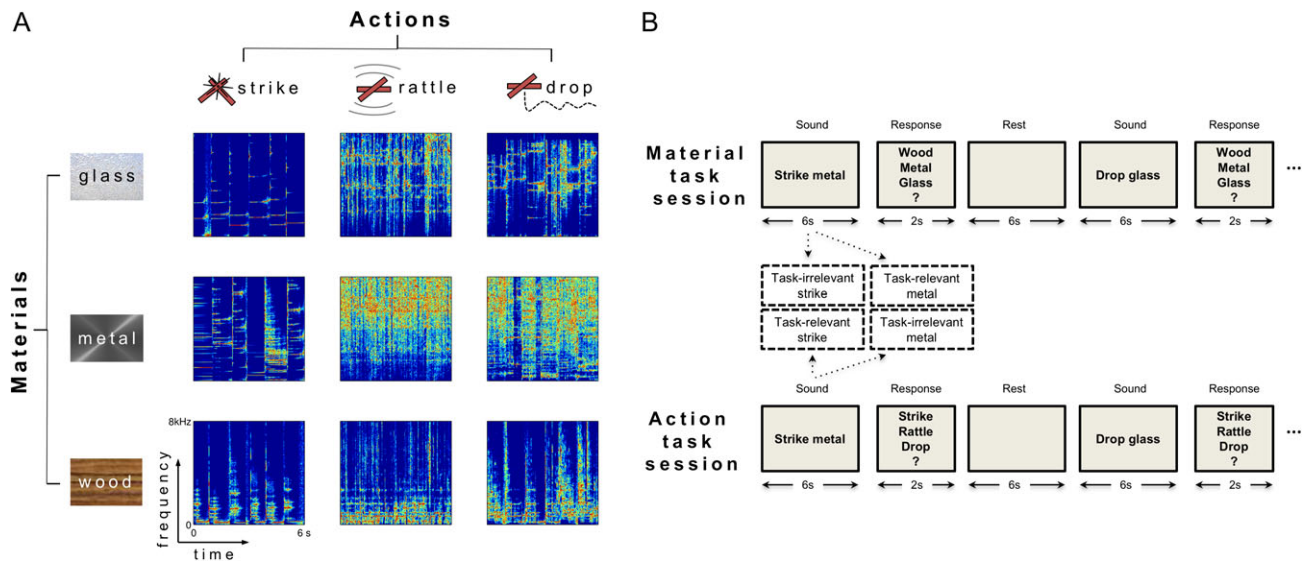 A
Actions
strike
rattle
drop
Materials
glass
metal
wood
8kHz
frequency
0
0
6 s
time
B
Sound
Response
Rest
Sound
Response
Material
task
session
Strike metal
Wood
Metal
Glass
?
Drop glass
Wood
Metal
Glass
?
...
6s
2s
6s
6s
2s
Task-irrelevant
strike
Task-relevant
metal
Task-relevant
strike
Task-irrelevant
metal
Sound
Response
Rest
Sound
Response
Action
task
session
Strike metal
Strike
Rattle
Drop
?
Drop glass
Strike
Rattle
Drop
?
...
6s
2s
6s
6s
2s